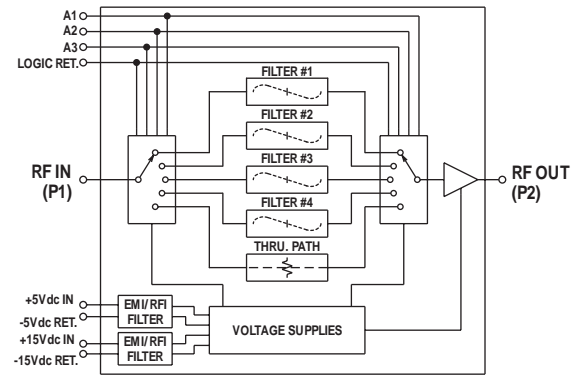 A1
A2
A3
LOGIC RET.
FILTER #1
FILTER #2
FILTER #3
FILTER #4
THRU. PATH
RF IN
(P1)
RF OUT
(P2)
+5Vdc IN
-5Vdc RET.
+15Vdc IN
-15Vdc RET.
EMI/RFI
FILTER
EMI/RFI
FILTER
VOLTAGE SUPPLIES